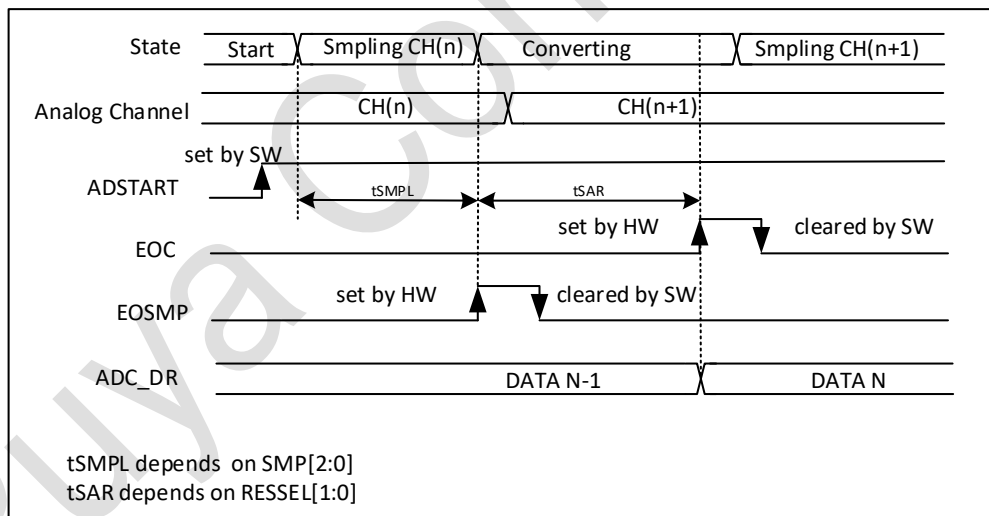 State Start Smpling CH(n) Converting Smpling CH(n+1)
Analog Channel CH(n) CH(n+1)
set by SW
ADSTART tSMPL tSAR
set by HW cleared by SW
EOC
set by HW cleared by SW
EOSMP
ADC_DR DATA N-1 DATA N
tSMPL depends on SMP[2:0]
tSAR depends on RESSEL[1:0]